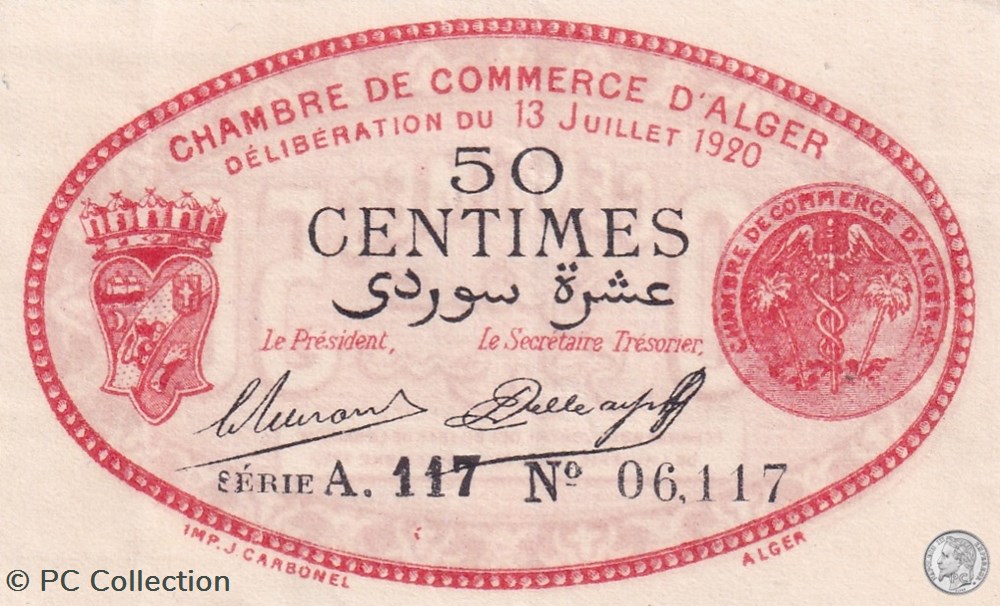 CHAMBRE DE COMMERCE D'ALGER
DÉLIBÉRATION DU 13 JUILLET 1920
50
CENTIMES
عشرة سوردى
CHAMBRE DE COMMERCE D'ALGER
Le Président, Le Secrétaire Trésorier,
SÉRIE A. 117 Nº 06,117
IMP. J. CARBONEL ALGER
© PC Collection